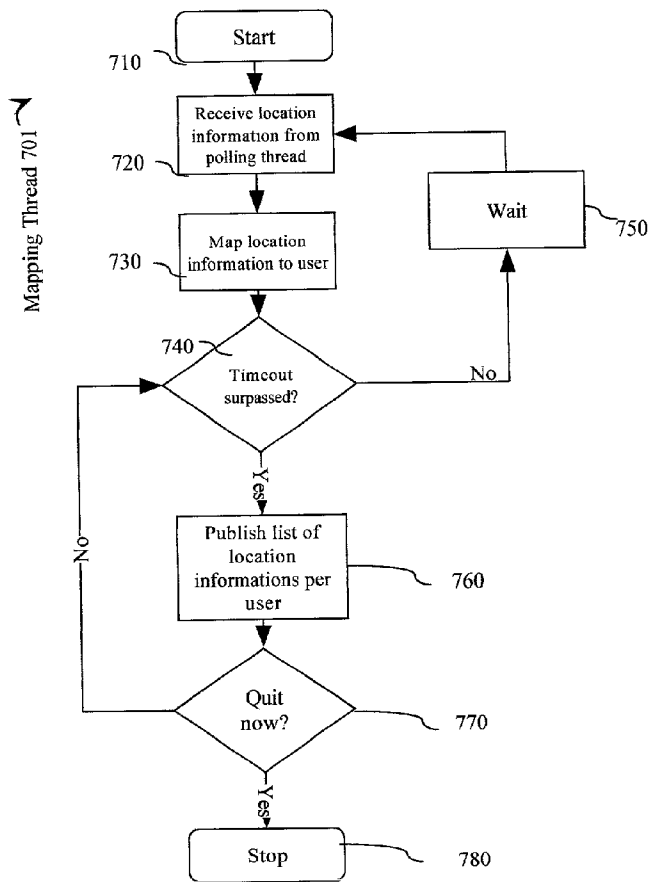 Start
710
Mapping Thread 701
Receive location
information from
polling thread
720
Wait
750
Map location
information to user
730
740
Timeout
surpassed?
No
Yes
Publish list of
location
informations per
user
760
No
Quit
now?
770
Yes
Stop
780